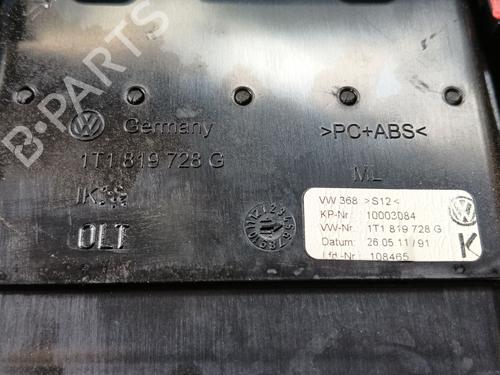 B-Parts
Germany
1T1 819 728 G
OLT
>PC+ABS<
ML
VW 368 >S12<
KP-Nr.: 10003084
VW-Nr.: 1T1 819 728 G
Datum: 26.05.11 / 91
Lfd.-Nr.: 108465
K